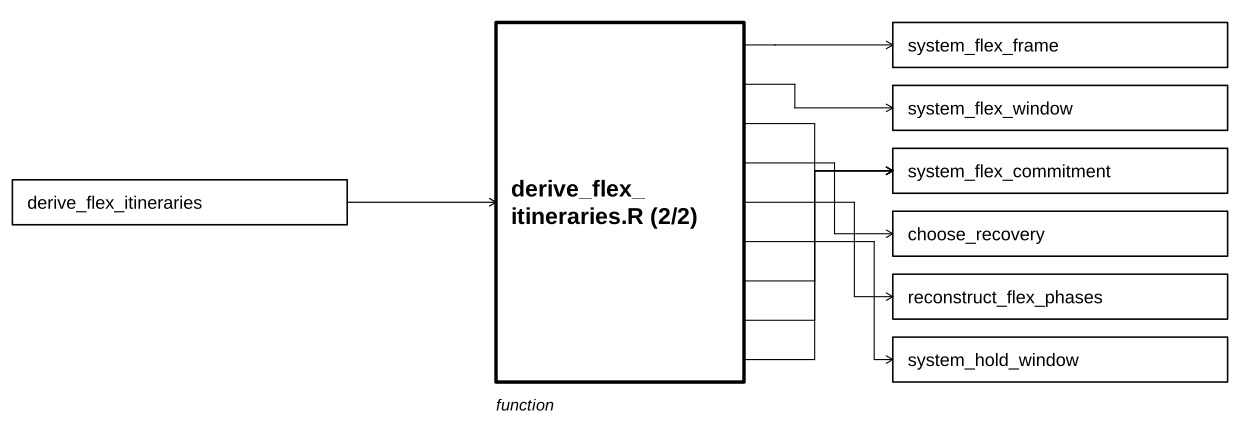 derive_flex_itineraries
derive_flex_
itineraries.R (2/2)
function
system_flex_frame
system_flex_window
system_flex_commitment
choose_recovery
reconstruct_flex_phases
system_hold_window